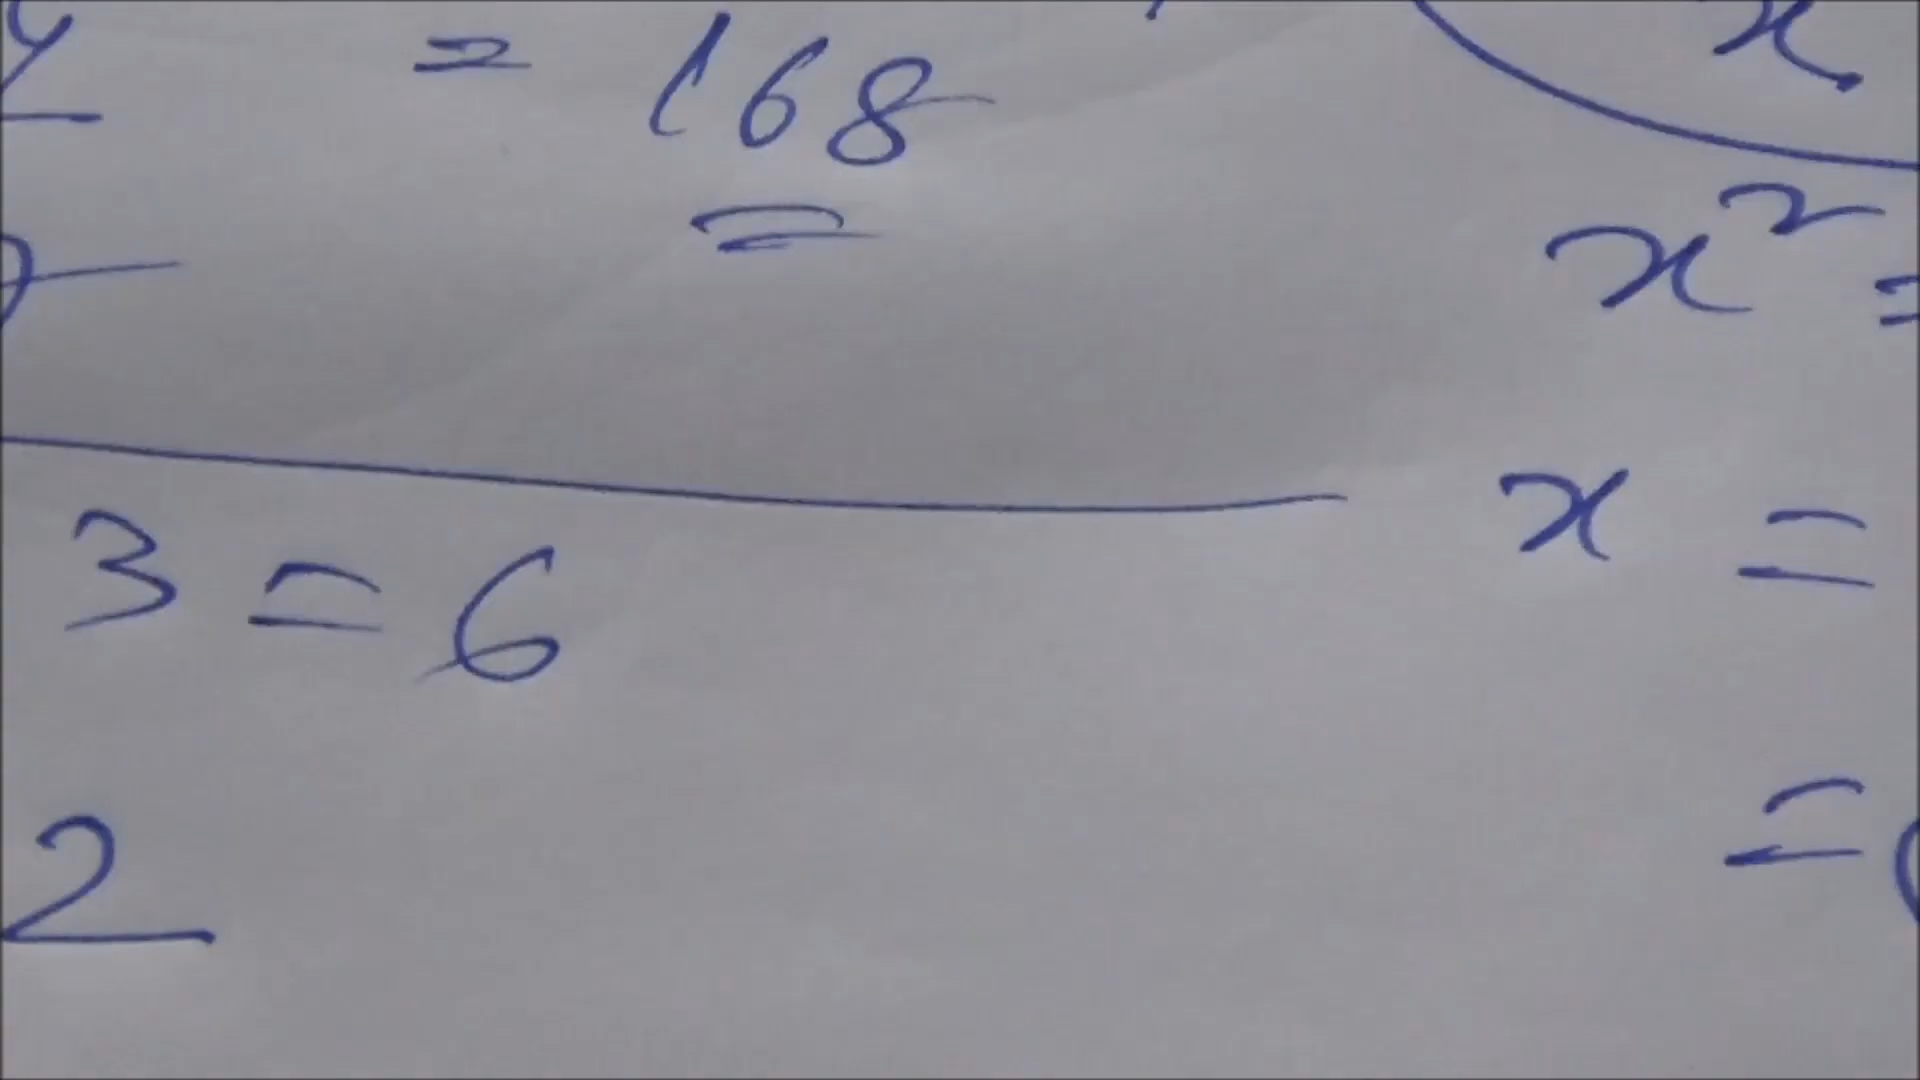 = 168
x
x² =
3 = 6
x =
2
=